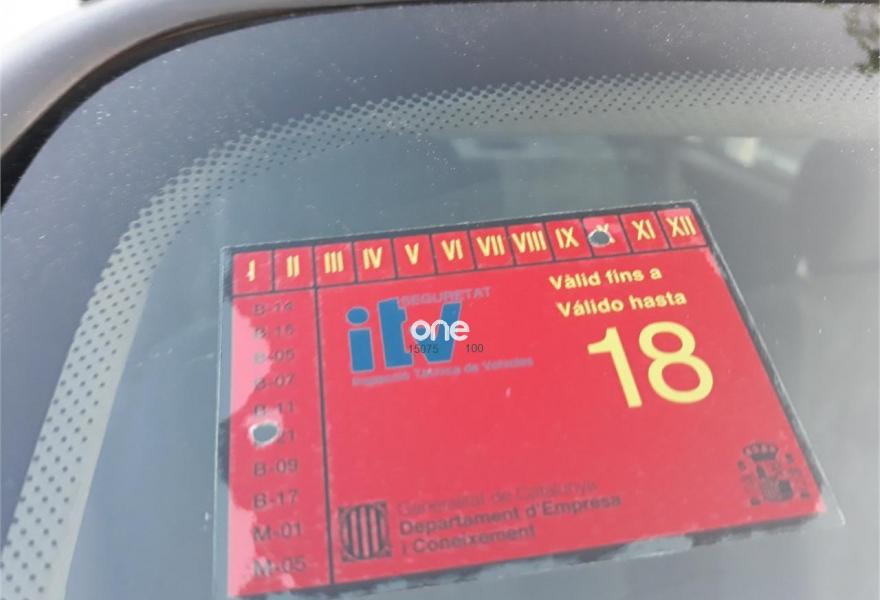 I II III IV V VI VII VIII IX X XI XII
B-14
B-15
B-05
B-07
B-11
21
B-09
B-17
M-01
M-05
SEGURETAT
itv
one
15075 100
Inspecció Tècnica de Vehicles
Vàlid fins a
Válido hasta
18
Generalitat de Catalunya
Departament d'Empresa
i Coneixement